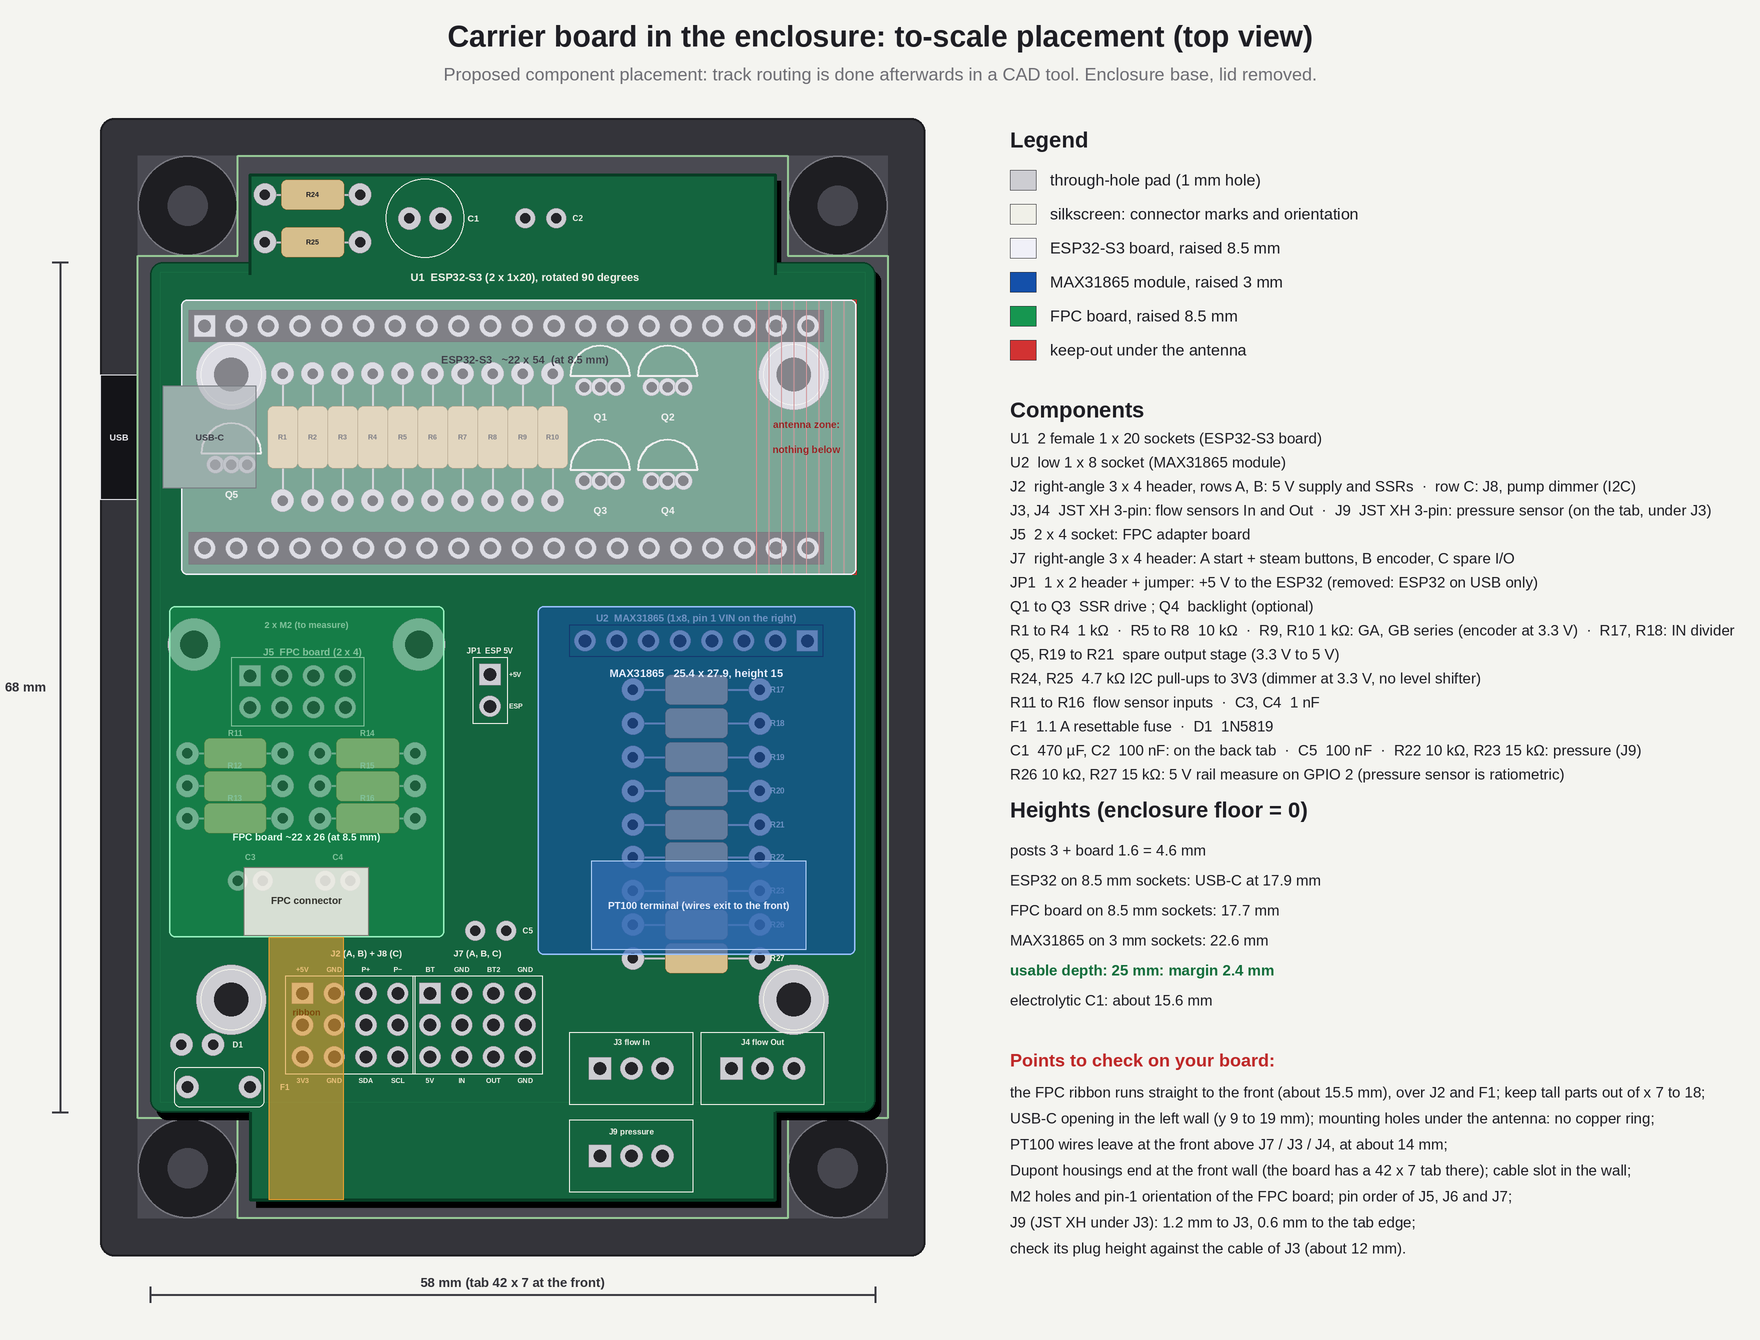 Carrier board in the enclosure: to-scale placement (top view)
Proposed component placement: track routing is done afterwards in a CAD tool. Enclosure base, lid removed.
R24
R25
C1
C2
U1 ESP32-S3 (2 x 1x20), rotated 90 degrees
ESP32-S3 ~22 x 54 (at 8.5 mm)
USB
USB-C
R1 R2 R3 R4 R5 R6 R7 R8 R9 R10
Q1
Q2
Q3
Q4
Q5
antenna zone:
nothing below
2 x M2 (to measure)
J5 FPC board (2 x 4)
R11
R14
R12
R15
R13
R16
FPC board ~22 x 26 (at 8.5 mm)
C3
C4
FPC connector
JP1 ESP 5V
+5V
ESP
U2 MAX31865 (1x8, pin 1 VIN on the right)
MAX31865 25.4 x 27.9, height 15
R17
R18
R19
R20
R21
R22
R23
R26
R27
PT100 terminal (wires exit to the front)
C5
J2 (A, B) + J8 (C)
J7 (A, B, C)
+5V GND P+ P− BT GND BT2 GND
ribbon
3V3 GND SDA SCL 5V IN OUT GND
D1
F1
J3 flow In
J4 flow Out
J9 pressure
68 mm
58 mm (tab 42 x 7 at the front)
Legend
through-hole pad (1 mm hole)
silkscreen: connector marks and orientation
ESP32-S3 board, raised 8.5 mm
MAX31865 module, raised 3 mm
FPC board, raised 8.5 mm
keep-out under the antenna
Components
U1 2 female 1 x 20 sockets (ESP32-S3 board)
U2 low 1 x 8 socket (MAX31865 module)
J2 right-angle 3 x 4 header, rows A, B: 5 V supply and SSRs · row C: J8, pump dimmer (I2C)
J3, J4 JST XH 3-pin: flow sensors In and Out · J9 JST XH 3-pin: pressure sensor (on the tab, under J3)
J5 2 x 4 socket: FPC adapter board
J7 right-angle 3 x 4 header: A start + steam buttons, B encoder, C spare I/O
JP1 1 x 2 header + jumper: +5 V to the ESP32 (removed: ESP32 on USB only)
Q1 to Q3 SSR drive ; Q4 backlight (optional)
R1 to R4 1 kΩ · R5 to R8 10 kΩ · R9, R10 1 kΩ: GA, GB series (encoder at 3.3 V) · R17, R18: IN divider
Q5, R19 to R21 spare output stage (3.3 V to 5 V)
R24, R25 4.7 kΩ I2C pull-ups to 3V3 (dimmer at 3.3 V, no level shifter)
R11 to R16 flow sensor inputs · C3, C4 1 nF
F1 1.1 A resettable fuse · D1 1N5819
C1 470 µF, C2 100 nF: on the back tab · C5 100 nF · R22 10 kΩ, R23 15 kΩ: pressure (J9)
R26 10 kΩ, R27 15 kΩ: 5 V rail measure on GPIO 2 (pressure sensor is ratiometric)
Heights (enclosure floor = 0)
posts 3 + board 1.6 = 4.6 mm
ESP32 on 8.5 mm sockets: USB-C at 17.9 mm
FPC board on 8.5 mm sockets: 17.7 mm
MAX31865 on 3 mm sockets: 22.6 mm
usable depth: 25 mm: margin 2.4 mm
electrolytic C1: about 15.6 mm
Points to check on your board:
the FPC ribbon runs straight to the front (about 15.5 mm), over J2 and F1; keep tall parts out of x 7 to 18;
USB-C opening in the left wall (y 9 to 19 mm); mounting holes under the antenna: no copper ring;
PT100 wires leave at the front above J7 / J3 / J4, at about 14 mm;
Dupont housings end at the front wall (the board has a 42 x 7 tab there); cable slot in the wall;
M2 holes and pin-1 orientation of the FPC board; pin order of J5, J6 and J7;
J9 (JST XH under J3): 1.2 mm to J3, 0.6 mm to the tab edge;
check its plug height against the cable of J3 (about 12 mm).